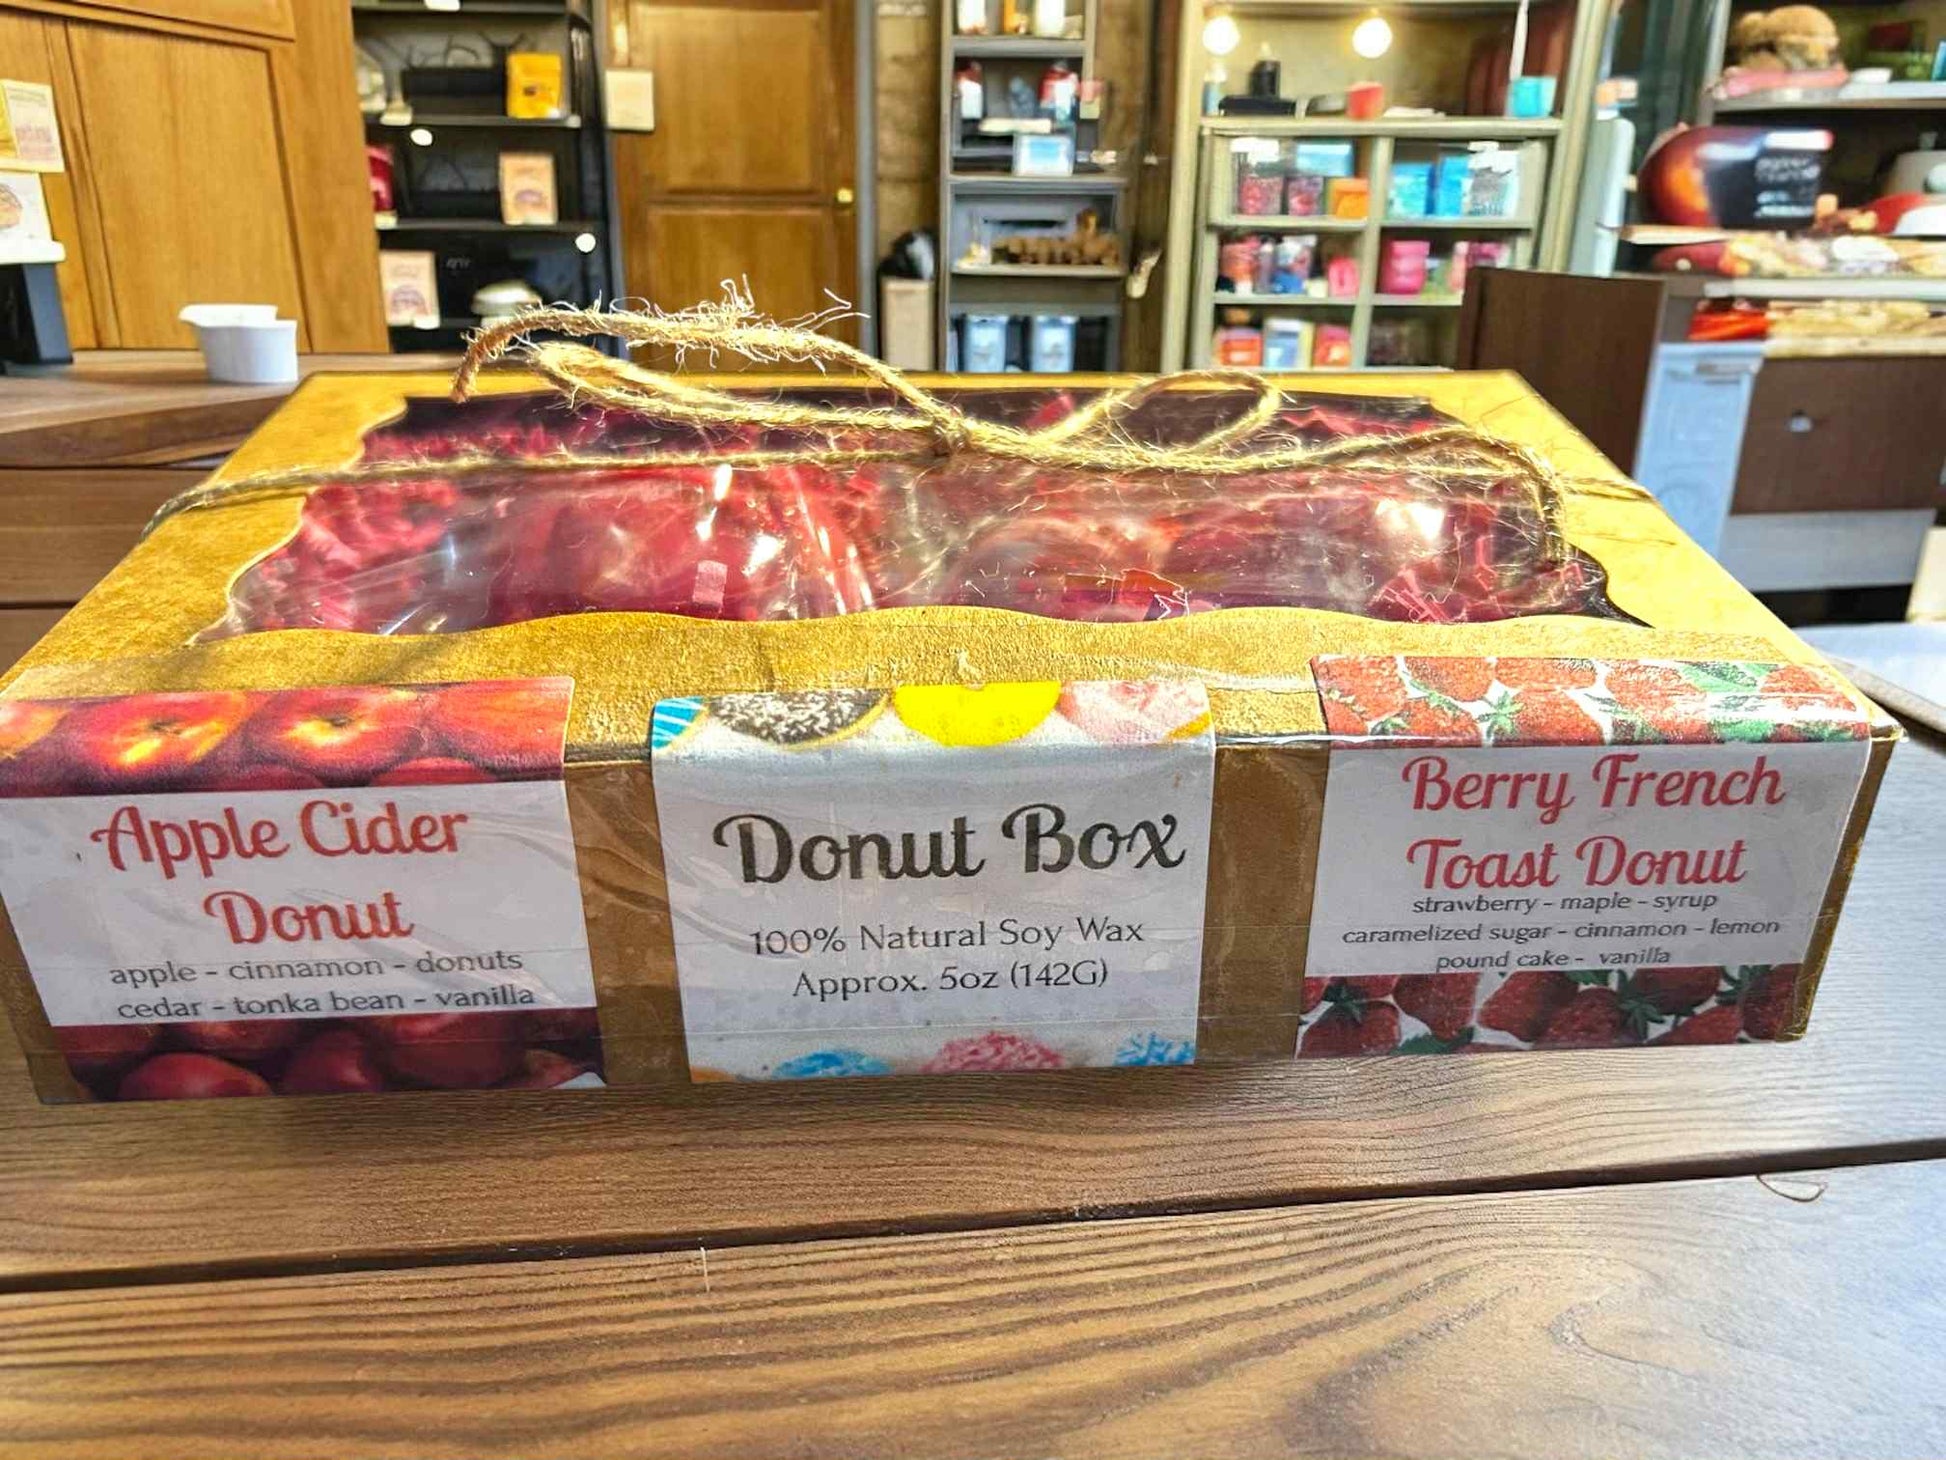 Apple Cider
Donut
apple - cinnamon - donuts
cedar - tonka bean - vanilla
Donut Box
100% Natural Soy Wax
Approx. 5oz (142G)
Berry French
Toast Donut
strawberry - maple - syrup
caramelized sugar - cinnamon - lemon
pound cake - vanilla